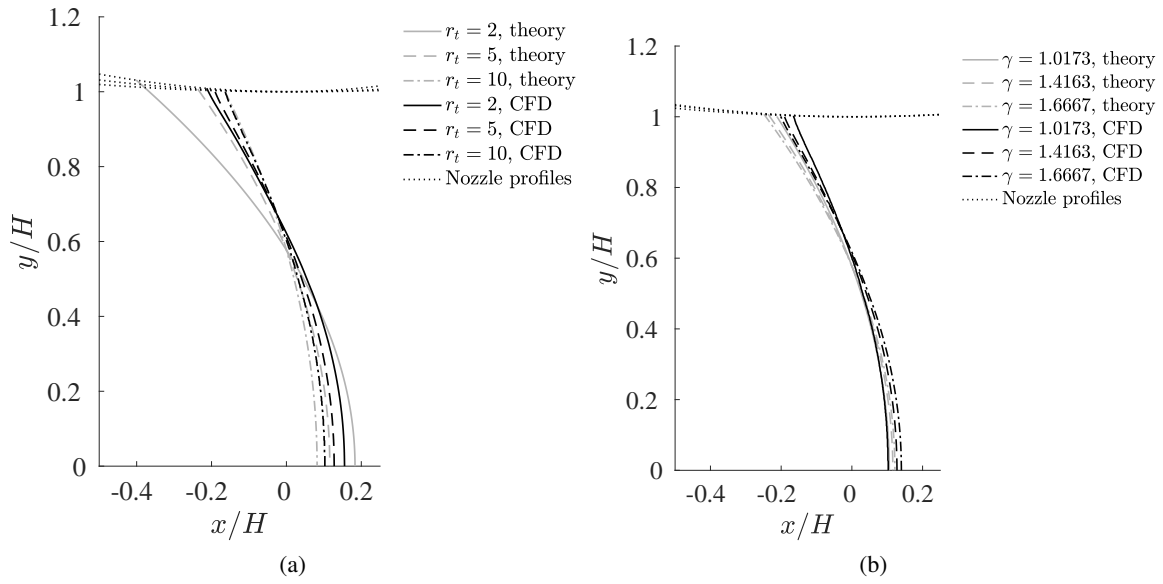 1.2
1
0.8
0.6
0.4
0.2
0
y/H
-0.4
-0.2
0
0.2
x/H
r_t = 2, theory
r_t = 5, theory
r_t = 10, theory
r_t = 2, CFD
r_t = 5, CFD
r_t = 10, CFD
Nozzle profiles
(a)
1.2
1
0.8
0.6
0.4
0.2
0
y/H
-0.4
-0.2
0
0.2
x/H
γ = 1.0173, theory
γ = 1.4163, theory
γ = 1.6667, theory
γ = 1.0173, CFD
γ = 1.4163, CFD
γ = 1.6667, CFD
Nozzle profiles
(b)